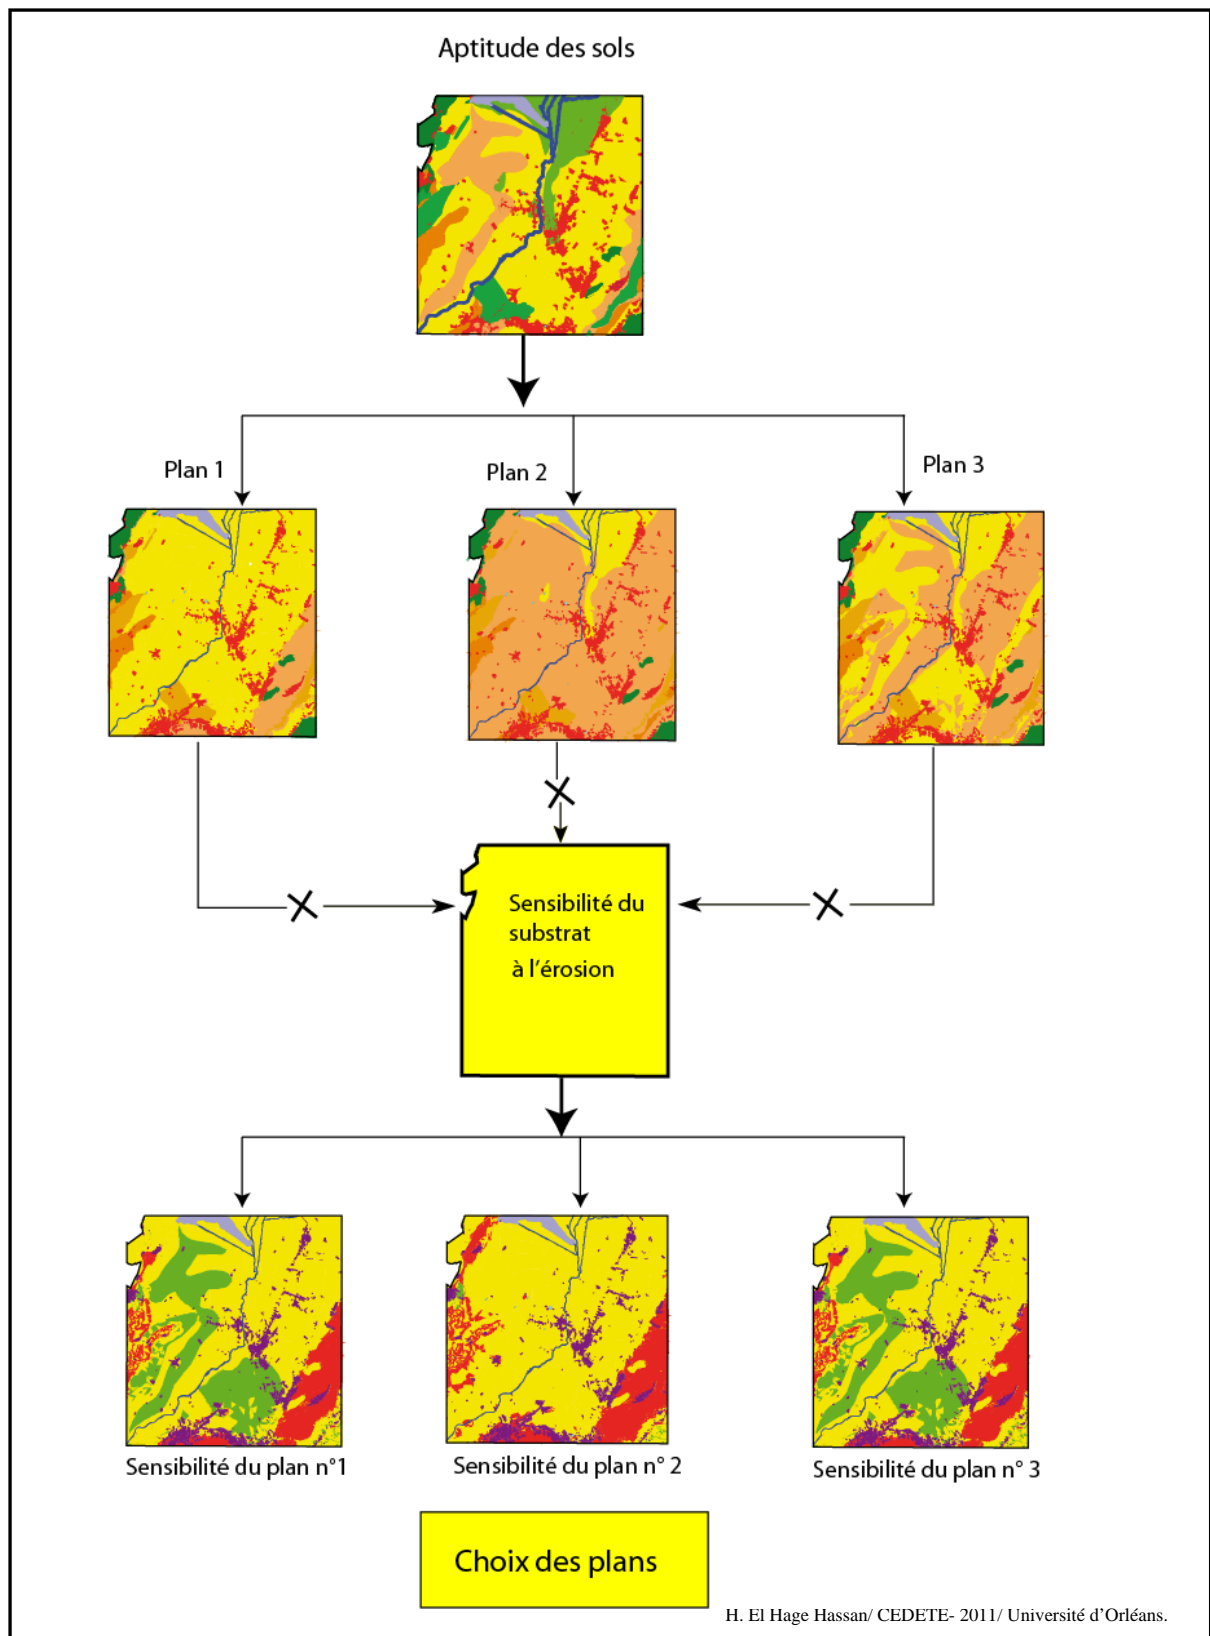 Aptitude des sols
Plan 1
Plan 2
Plan 3
Sensibilité du
substrat
à l'érosion
Sensibilité du plan n°1
Sensibilité du plan n° 2
Sensibilité du plan n° 3
Choix des plans
H. El Hage Hassan/ CEDETE- 2011/ Université d'Orléans.